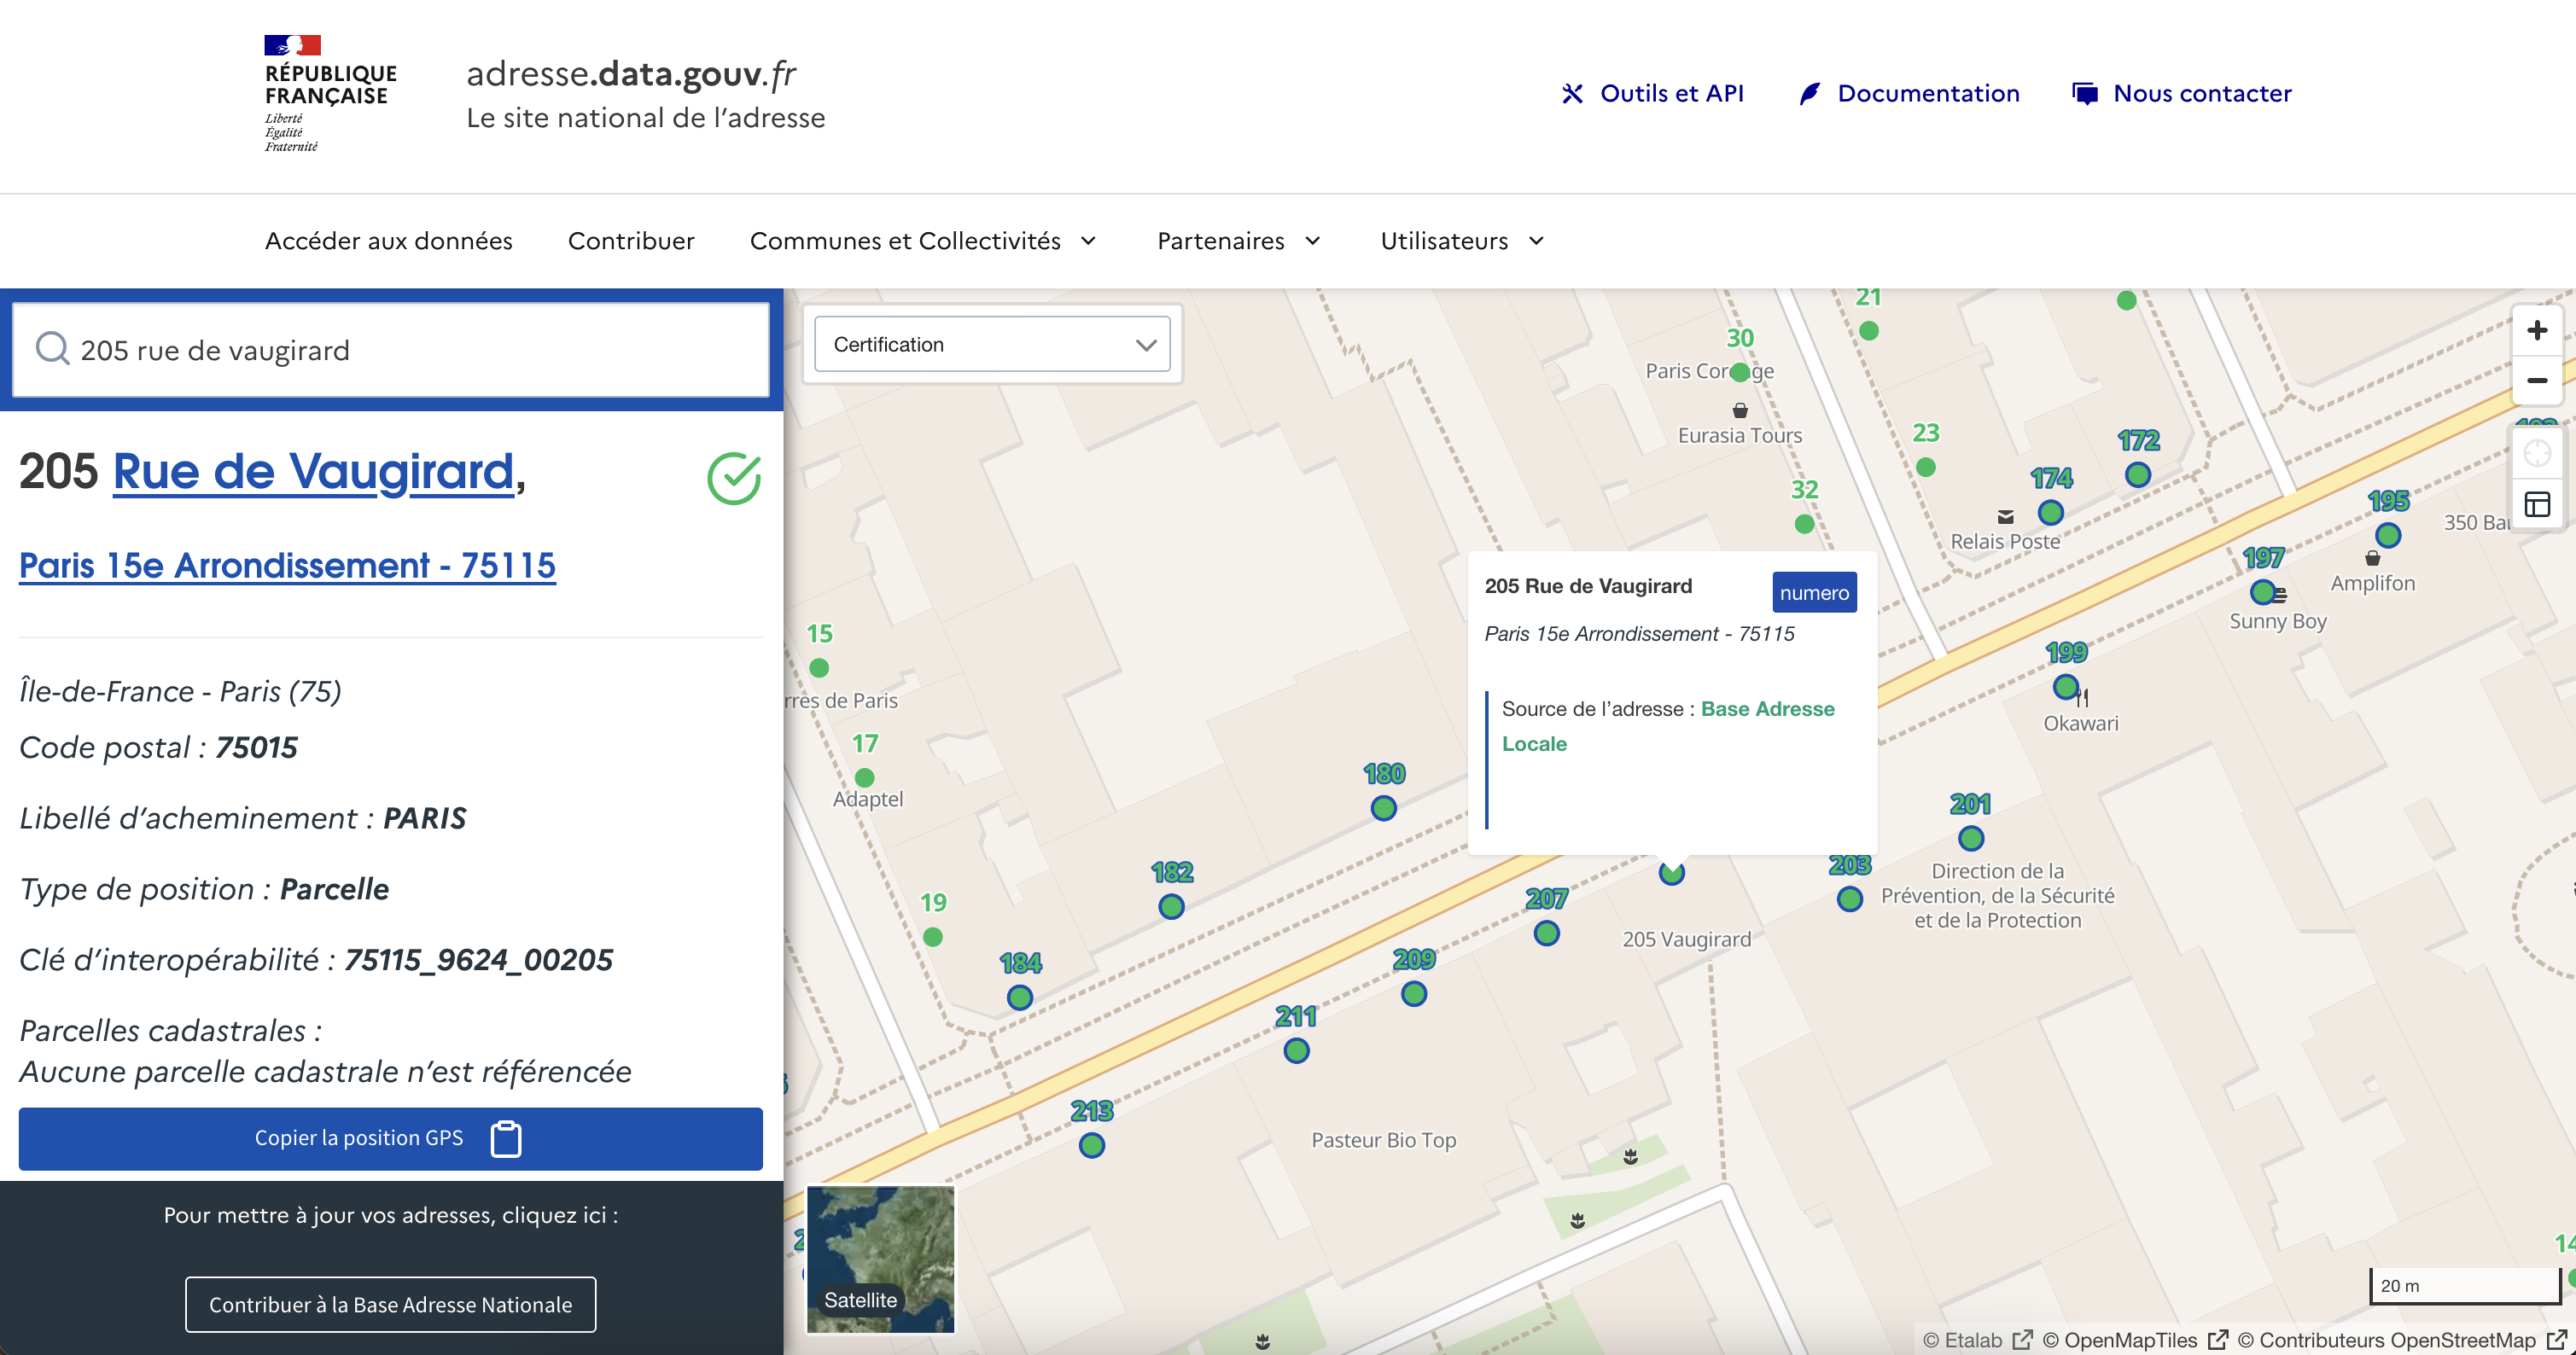 RÉPUBLIQUE
FRANÇAISE
Liberté
Égalité
Fraternité
adresse.data.gouv.fr
Le site national de l’adresse
Outils et API
Documentation
Nous contacter
Accéder aux données
Contribuer
Communes et Collectivités
Partenaires
Utilisateurs
205 rue de vaugirard
205 Rue de Vaugirard,
Paris 15e Arrondissement - 75115
Île-de-France - Paris (75)
Code postal : 75015
Libellé d’acheminement : PARIS
Type de position : Parcelle
Clé d’interopérabilité : 75115_9624_00205
Parcelles cadastrales :
Aucune parcelle cadastrale n’est référencée
Copier la position GPS
Pour mettre à jour vos adresses, cliquez ici :
Contribuer à la Base Adresse Nationale
Certification
21
30
Eurasia Tours
23
32
172
174
Relais Poste
195
197
Amplifon
Sunny Boy
199
Okawari
205 Rue de Vaugirard
numero
Paris 15e Arrondissement - 75115
Source de l’adresse : Base Adresse
Locale
15
rres de Paris
17
Adaptel
180
182
19
184
201
203
Direction de la
Prévention, de la Sécurité
et de la Protection
207
205 Vaugirard
209
211
213
Pasteur Bio Top
Satellite
20 m
© Etalab
© OpenMapTiles
© Contributeurs OpenStreetMap